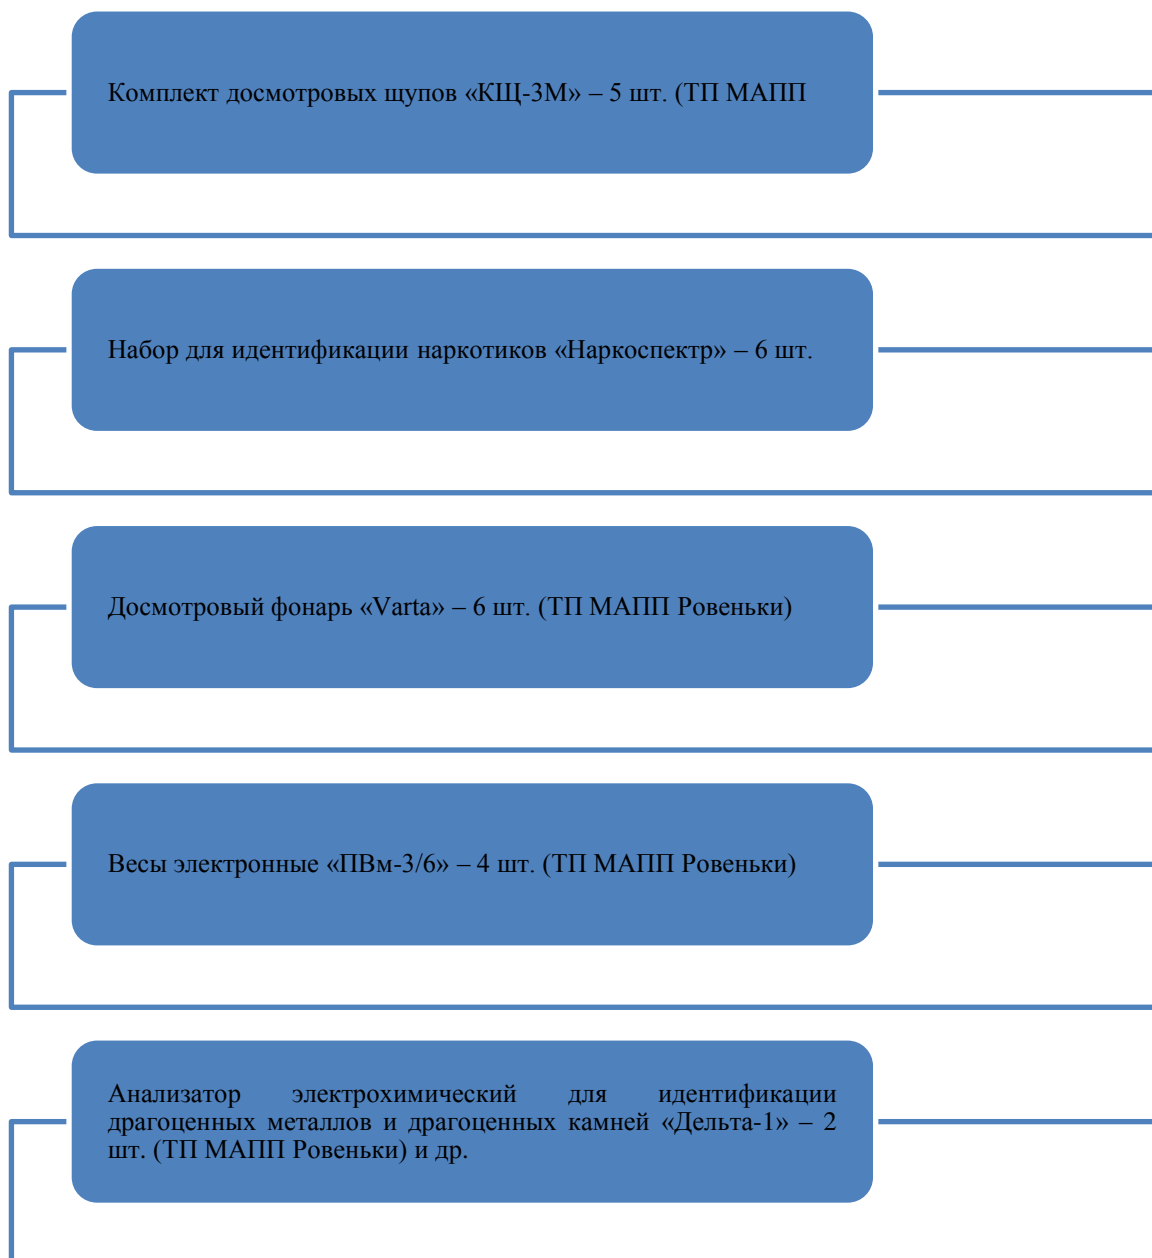 Комплект досмотровых щупов «КЩ-3М» – 5 шт. (ТП МАПП
Набор для идентификации наркотиков «Наркоспектр» – 6 шт.
Досмотровый фонарь «Varta» – 6 шт. (ТП МАПП Ровеньки)
Весы электронные «ПВм-3/6» – 4 шт. (ТП МАПП Ровеньки)
Анализатор электрохимический для идентификации
драгоценных металлов и драгоценных камней «Дельта-1» – 2
шт. (ТП МАПП Ровеньки) и др.